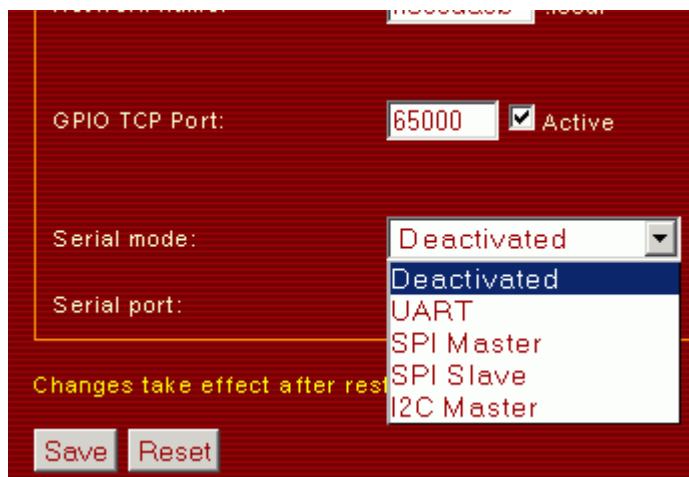 GPIO TCP Port: 65000 Active
Serial mode: Deactivated
Deactivated
Serial port:
UART
SPI Master
SPI Slave
I2C Master
Changes take effect after
Save Reset